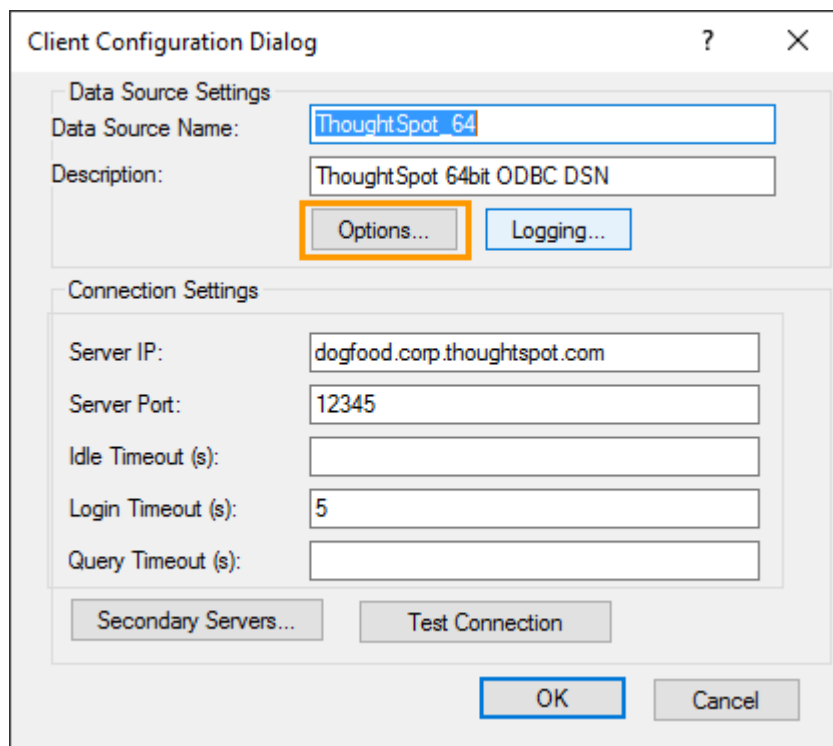 Client Configuration Dialog ?
Data Source Settings
Data Source Name: ThoughtSpot_64
Description: ThoughtSpot 64bit ODBC DSN
Options... Logging...
Connection Settings
Server IP: dogfood.corp.thoughtspot.com
Server Port: 12345
Idle Timeout (s):
Login Timeout (s): 5
Query Timeout (s):
Secondary Servers... Test Connection
OK Cancel